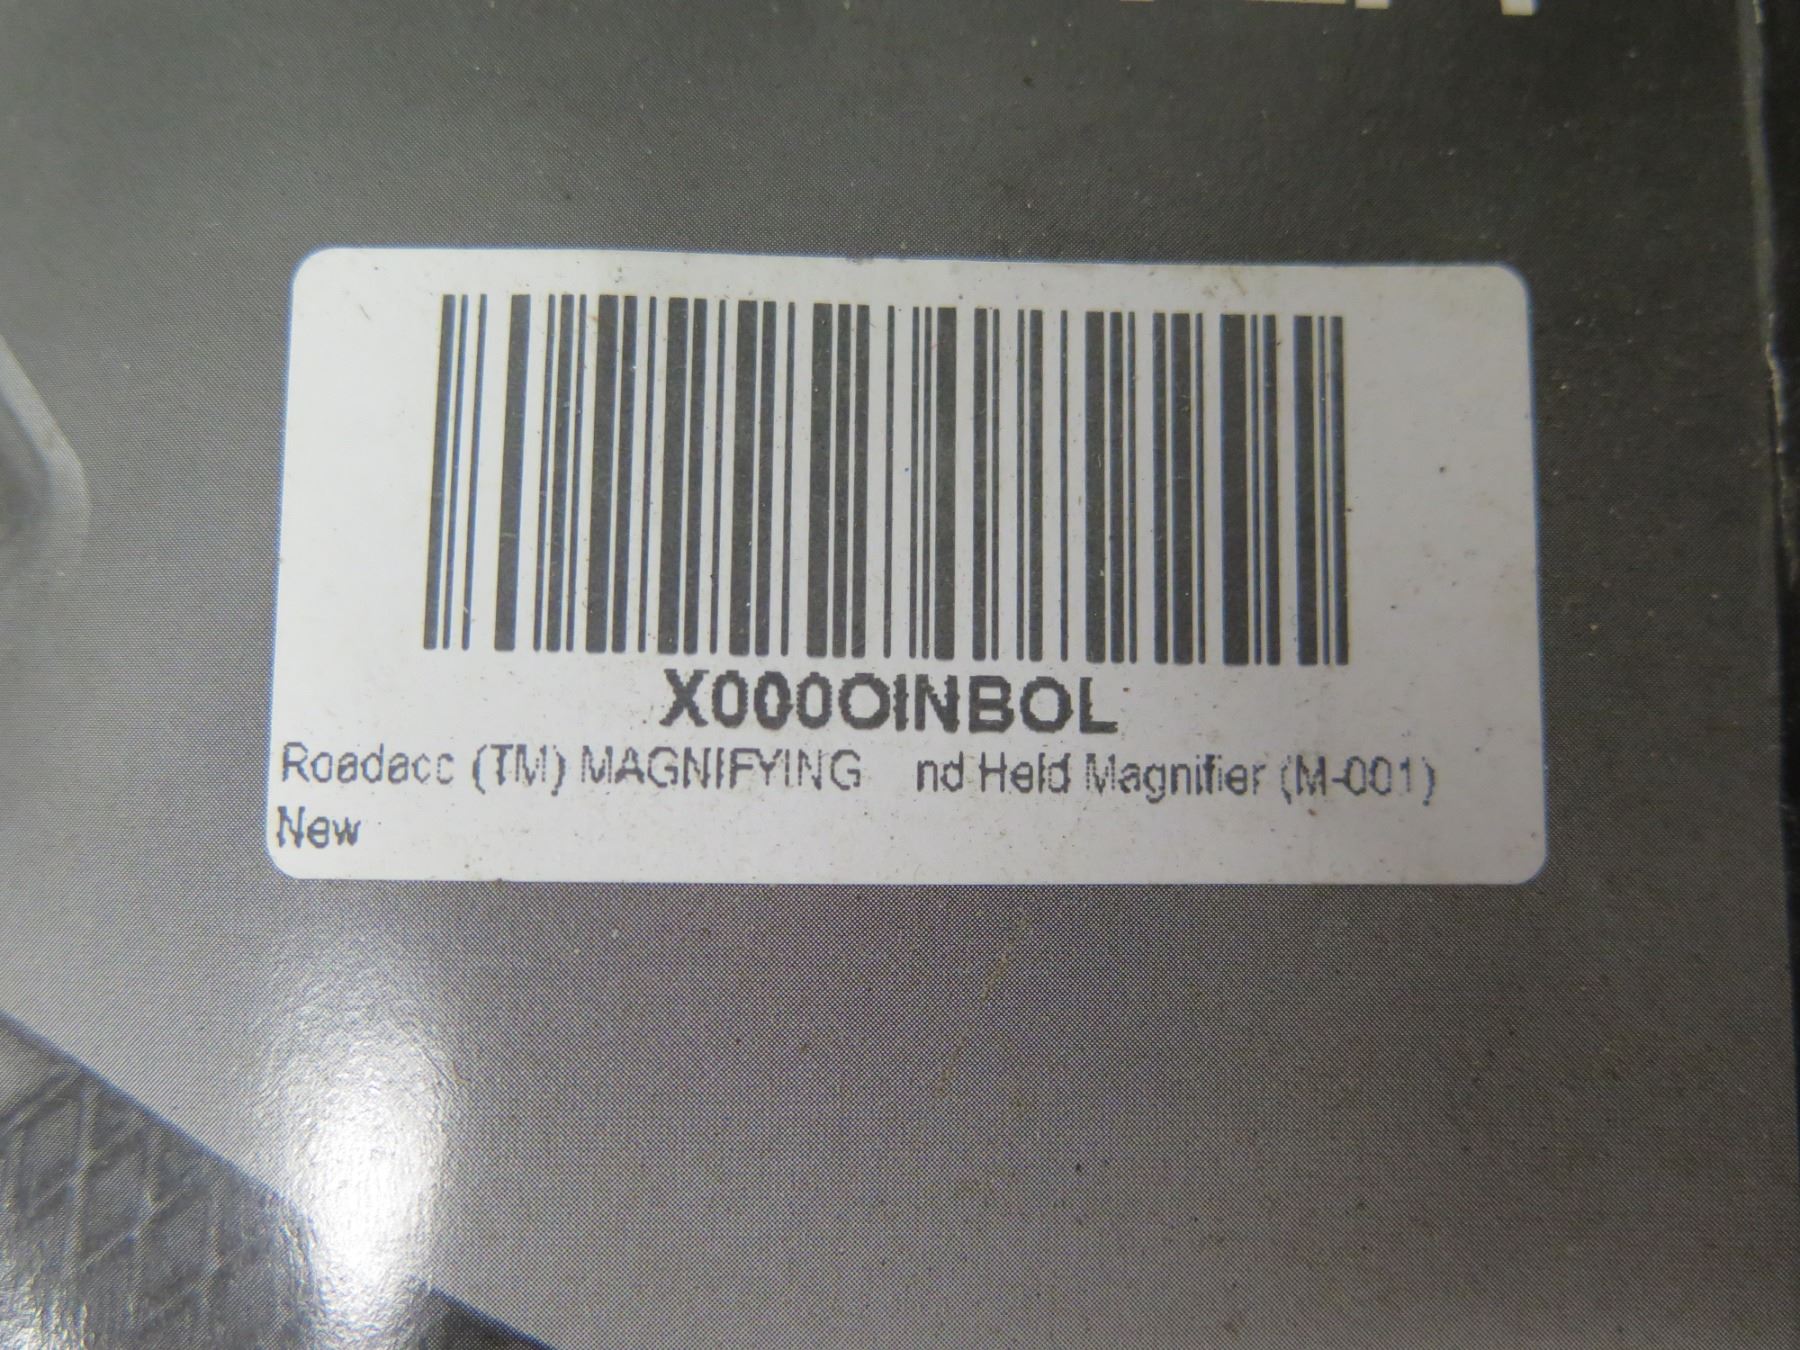 X000OINBOL
Roadacc (TM) MAGNIFYING nd Held Magnifier (M-001)
New